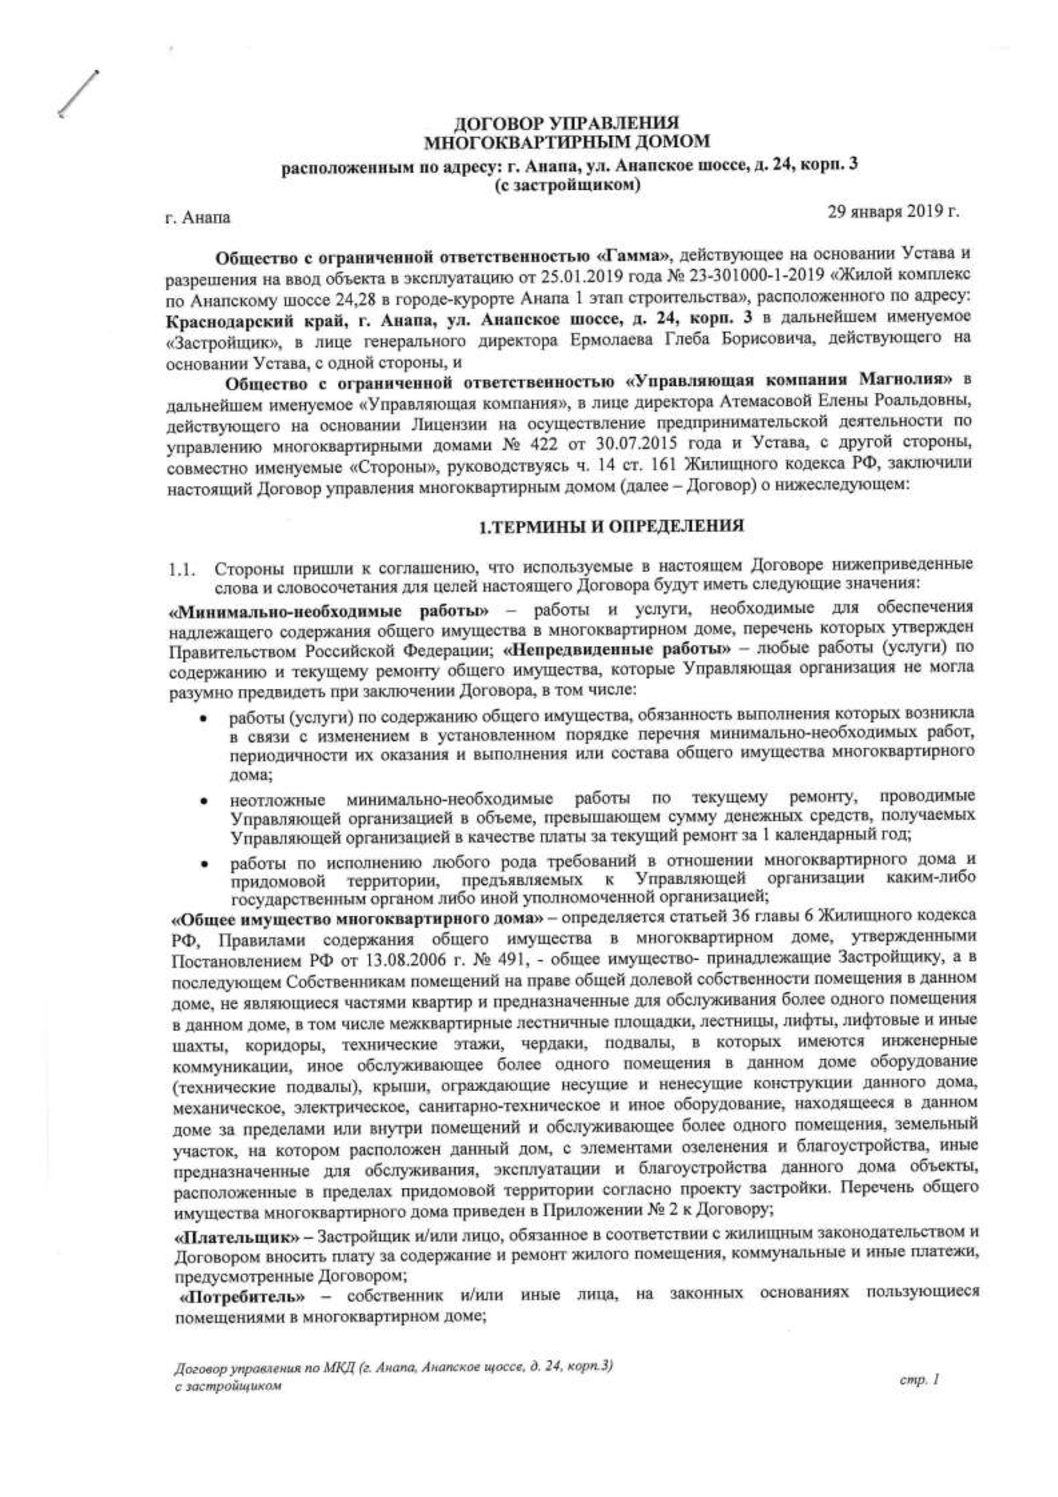 ДОГОВОР УПРАВЛЕНИЯ
МНОГОКВАРТИРНЫМ ДОМОМ
расположенным по адресу: г. Анапа, ул. Анапское шоссе, д. 24, корп. 3
(с застройщиком)
г. Анапа
29 января 2019 г.
Общество с ограниченной ответственностью «Гамма», действующее на основании Устава и
разрешения на ввод объекта в эксплуатацию от 25.01.2019 года № 23-301000-1-2019 «Жилой комплекс
по Анапскому шоссе 24,28 в городе-курорте Анапа 1 этап строительства», расположенного по адресу:
Краснодарский край, г. Анапа, ул. Анапское шоссе, д. 24, корп. 3 в дальнейшем именуемое
«Застройщик», в лице генерального директора Ермолаева Глеба Борисовича, действующего на
основании Устава, с одной стороны, и
Общество с ограниченной ответственностью «Управляющая компания Магнолия» в
дальнейшем именуемое «Управляющая компания», в лице директора Атемасовой Елены Роальдовны,
действующего на основании Лицензии на осуществление предпринимательской деятельности по
управлению многоквартирными домами № 422 от 30.07.2015 года и Устава, с другой стороны,
совместно именуемые «Стороны», руководствуясь ч. 14 ст. 161 Жилищного кодекса РФ, заключили
настоящий Договор управления многоквартирным домом (далее – Договор) о нижеследующем:
1.ТЕРМИНЫ И ОПРЕДЕЛЕНИЯ
1.1. Стороны пришли к соглашению, что используемые в настоящем Договоре нижеприведенные
слова и словосочетания для целей настоящего Договора будут иметь следующие значения:
«Минимально-необходимые работы» – работы и услуги, необходимые для обеспечения
надлежащего содержания общего имущества в многоквартирном доме, перечень которых утвержден
Правительством Российской Федерации; «Непредвиденные работы» – любые работы (услуги) по
содержанию и текущему ремонту общего имущества, которые Управляющая организация не могла
разумно предвидеть при заключении Договора, в том числе:
• работы (услуги) по содержанию общего имущества, обязанность выполнения которых возникла
в связи с изменением в установленном порядке перечня минимально-необходимых работ,
периодичности их оказания и выполнения или состава общего имущества многоквартирного
дома;
• неотложные минимально-необходимые работы по текущему ремонту, проводимые
Управляющей организацией в объеме, превышающем сумму денежных средств, получаемых
Управляющей организацией в качестве платы за текущий ремонт за 1 календарный год;
• работы по исполнению любого рода требований в отношении многоквартирного дома и
придомовой территории, предъявляемых к Управляющей организации каким-либо
государственным органом либо иной уполномоченной организацией;
«Общее имущество многоквартирного дома» – определяется статьей 36 главы 6 Жилищного кодекса
РФ, Правилами содержания общего имущества в многоквартирном доме, утвержденными
Постановлением РФ от 13.08.2006 г. № 491, - общее имущество- принадлежащие Застройщику, а в
последующем Собственникам помещений на праве общей долевой собственности помещения в данном
доме, не являющиеся частями квартир и предназначенные для обслуживания более одного помещения
в данном доме, в том числе межквартирные лестничные площадки, лестницы, лифты, лифтовые и иные
шахты, коридоры, технические этажи, чердаки, подвалы, в которых имеются инженерные
коммуникации, иное обслуживающее более одного помещения в данном доме оборудование
(технические подвалы), крыши, ограждающие несущие и ненесущие конструкции данного дома,
механическое, электрическое, санитарно-техническое и иное оборудование, находящееся в данном
доме за пределами или внутри помещений и обслуживающее более одного помещения, земельный
участок, на котором расположен данный дом, с элементами озеленения и благоустройства, иные
предназначенные для обслуживания, эксплуатации и благоустройства данного дома объекты,
расположенные в пределах придомовой территории согласно проекту застройки. Перечень общего
имущества многоквартирного дома приведен в Приложении № 2 к Договору;
«Плательщик» – Застройщик и/или лицо, обязанное в соответствии с жилищным законодательством и
Договором вносить плату за содержание и ремонт жилого помещения, коммунальные и иные платежи,
предусмотренные Договором;
«Потребитель» – собственник и/или иные лица, на законных основаниях пользующиеся
помещениями в многоквартирном доме;
Договор управления по МКД (г. Анапа, Анапское щоссе, д. 24, корп.3)
с застройщиком
стр. 1